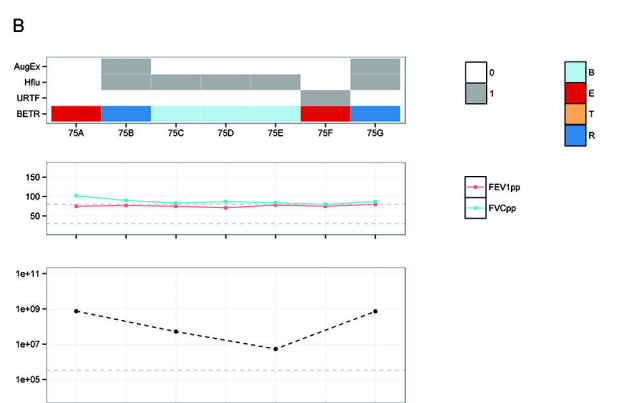 B
AugEx
Hflu
URTF
BETR
75A 75B 75C 75D 75E 75F 75G
0
1
B
E
T
R
150
100
50
FEV1pp
FVCpp
1e+11
1e+09
1e+07
1e+05